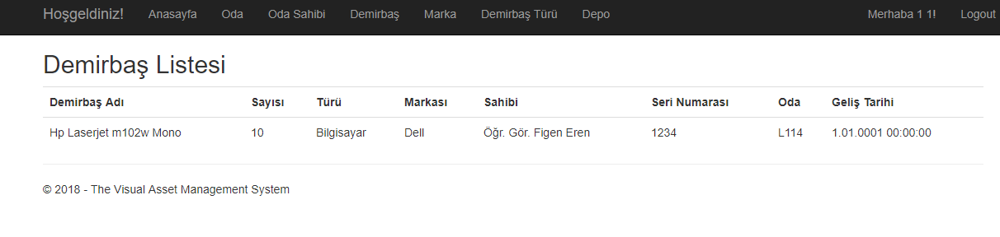 Hoşgeldiniz! Anasayfa Oda Oda Sahibi Demirbaş Marka Demirbaş Türü Depo Merhaba 1 1! Logout
Demirbaş Listesi
Demirbaş Adı Sayısı Türü Markası Sahibi Seri Numarası Oda Geliş Tarihi
Hp Laserjet m102w Mono 10 Bilgisayar Dell Öğr. Gör. Figen Eren 1234 L114 1.01.0001 00:00:00
© 2018 - The Visual Asset Management System